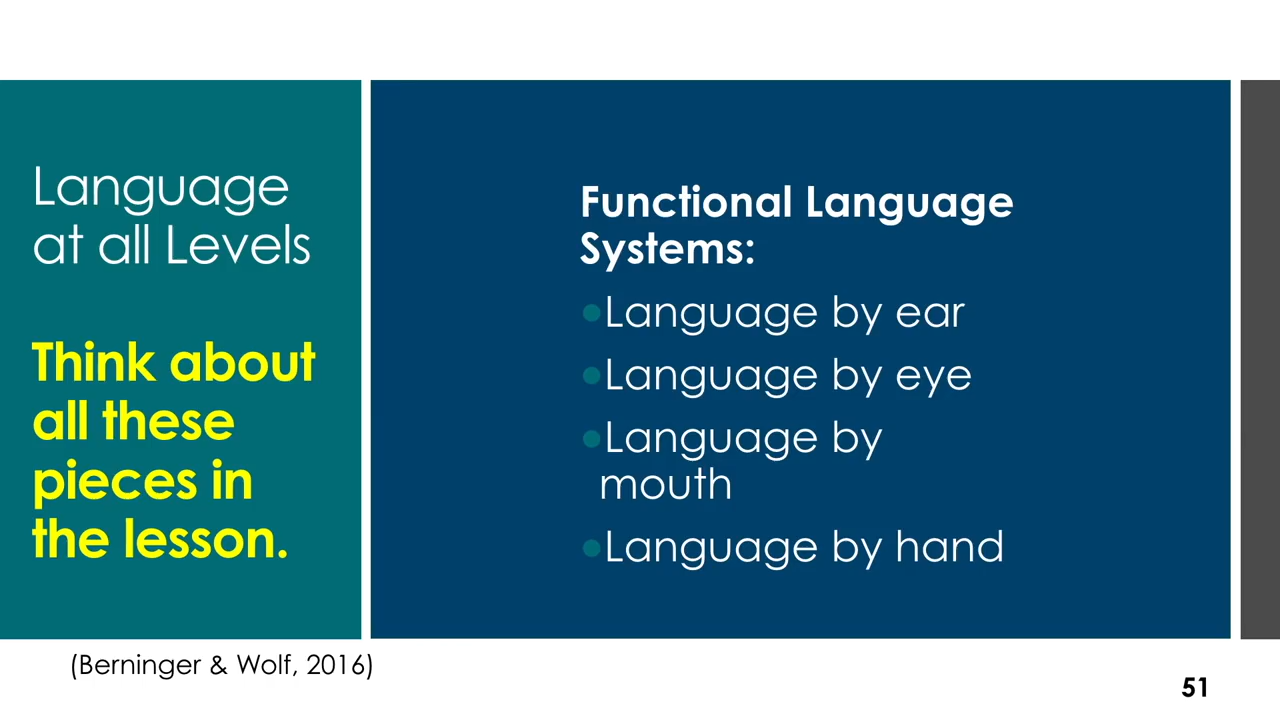 Language
at all Levels
Think about
all these
pieces in
the lesson.
Functional Language
Systems:
●Language by ear
●Language by eye
●Language by
mouth
●Language by hand
(Berninger & Wolf, 2016)
51